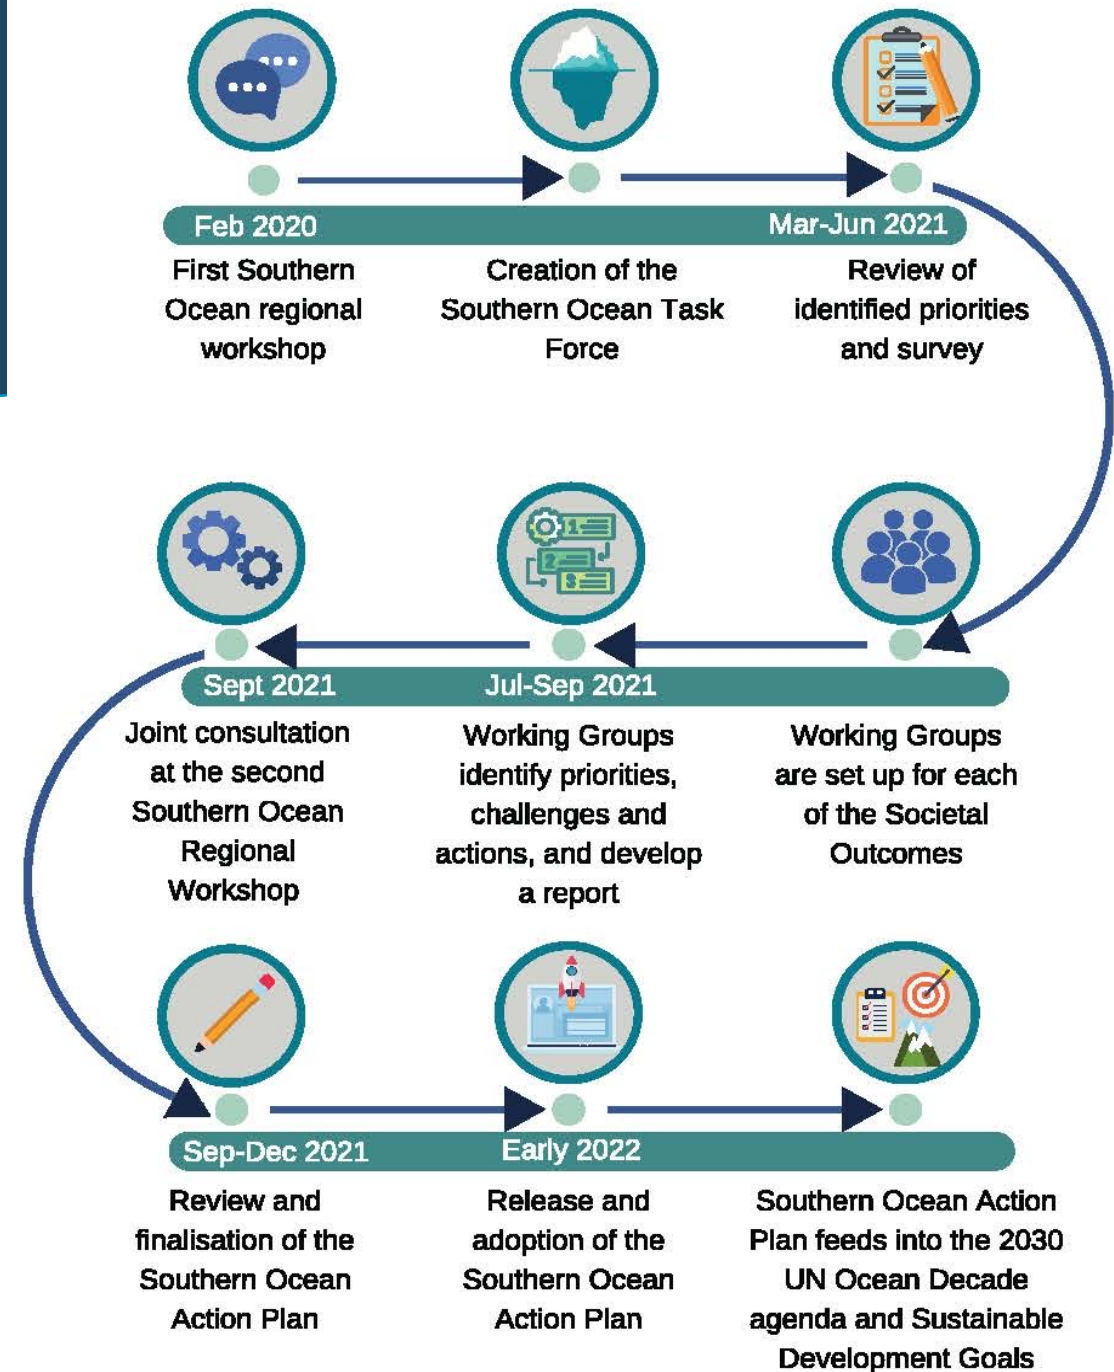 Feb 2020
First Southern
Ocean regional
workshop
Creation of the
Southern Ocean Task
Force
Mar-Jun 2021
Review of
identified priorities
and survey
Working Groups
are set up for each
of the Societal
Outcomes
1
2
3
Jul-Sep 2021
Working Groups
identify priorities,
challenges and
actions, and develop
a report
Sept 2021
Joint consultation
at the second
Southern Ocean
Regional
Workshop
Sep-Dec 2021
Review and
finalisation of the
Southern Ocean
Action Plan
Early 2022
Release and
adoption of the
Southern Ocean
Action Plan
Southern Ocean Action
Plan feeds into the 2030
UN Ocean Decade
agenda and Sustainable
Development Goals